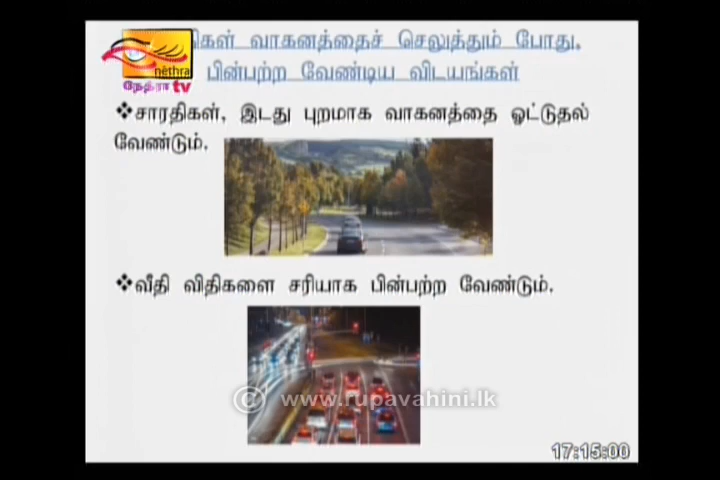 கள் வாகனத்தைச் செலுத்தும் போது,
பின்பற்ற வேண்டிய விடயங்கள்
nethra
நேத்ரா tv
❖சாரதிகள், இடது புறமாக வாகனத்தை ஓட்டுதல்
வேண்டும்.
❖வீதி விதிகளை சரியாக பின்பற்ற வேண்டும்.
© www.rupavahini.lk
17:15:00